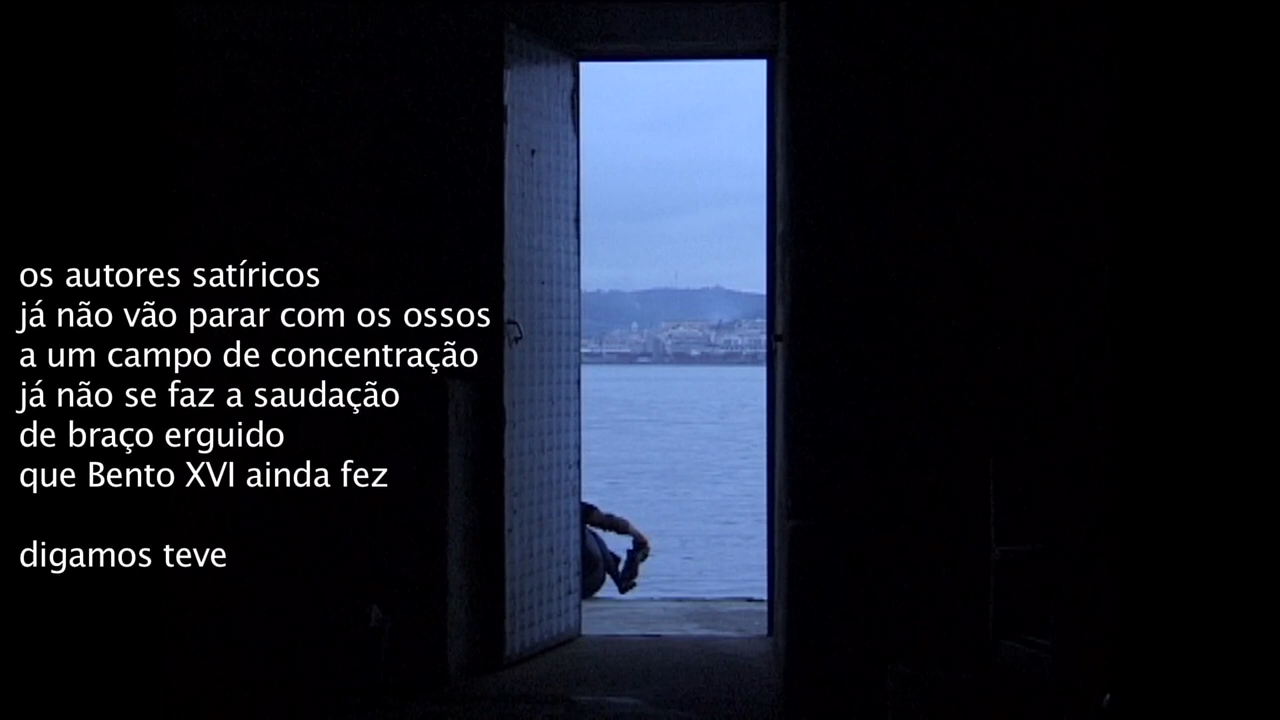 os autores satíricos
já não vão parar com os ossos
a um campo de concentração
já não se faz a saudação
de braço erguido
que Bento XVI ainda fez
digamos teve